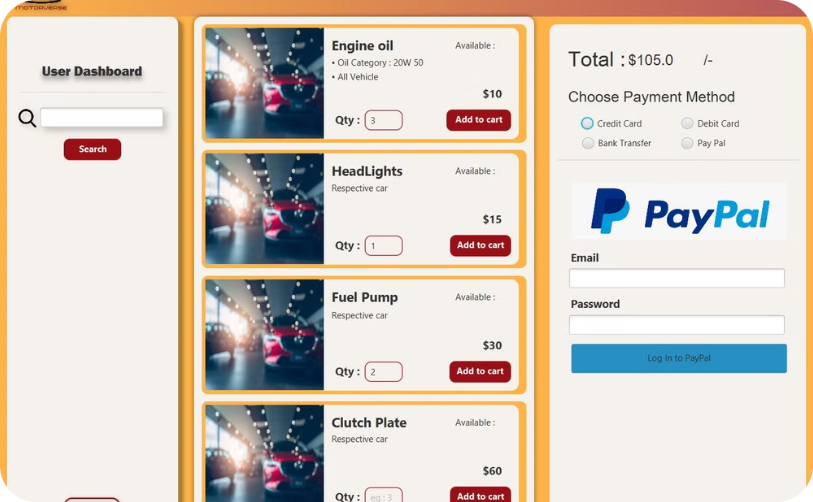 MOTORVERSE
User Dashboard
Search
Engine oil
Available :
• Oil Category : 20W 50
• All Vehicle
$10
Qty :
3
Add to cart
HeadLights
Available :
Respective car
$15
Qty :
1
Add to cart
Fuel Pump
Available :
Respective car
$30
Qty :
2
Add to cart
Clutch Plate
Available :
Respective car
$60
Qty :
eg : 3
Add to cart
Total : $105.0 /-
Choose Payment Method
Credit Card
Debit Card
Bank Transfer
Pay Pal
PayPal
Email
Password
Log In to PayPal